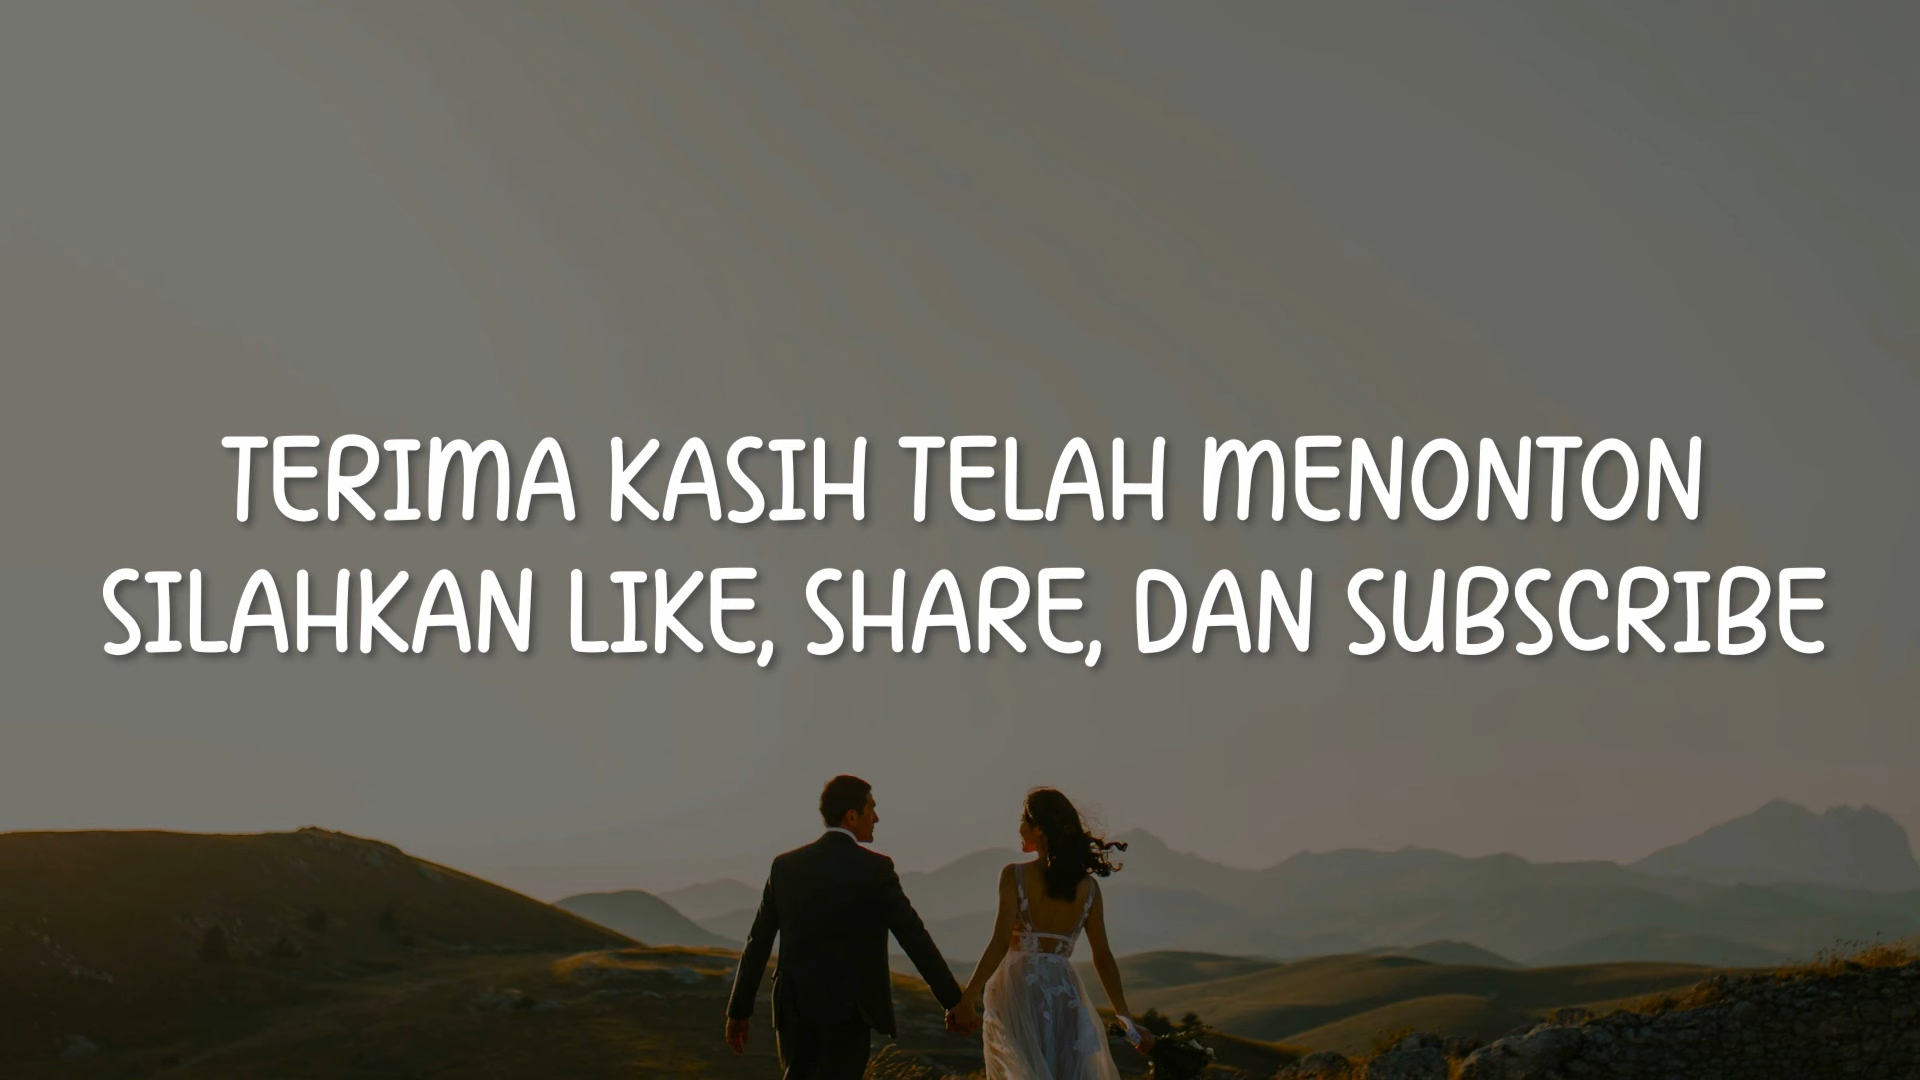 TERIMA KASIH TELAH MENONTON
SILAHKAN LIKE, SHARE, DAN SUBSCRIBE